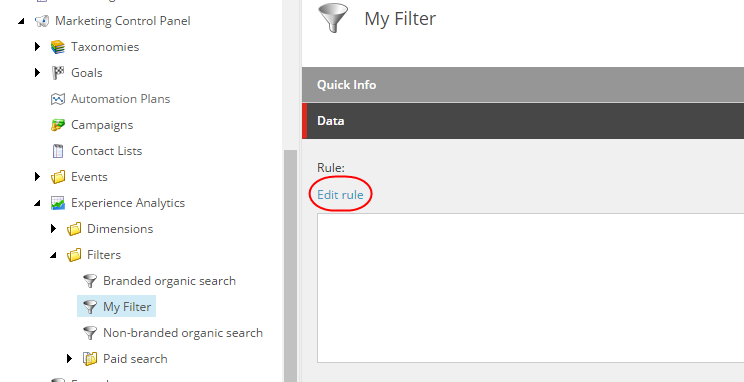 Marketing Control Panel
Taxonomies
Goals
Automation Plans
Campaigns
Contact Lists
Events
Experience Analytics
Dimensions
Filters
Branded organic search
My Filter
Non-branded organic search
Paid search
My Filter
Quick Info
Data
Rule:
Edit rule